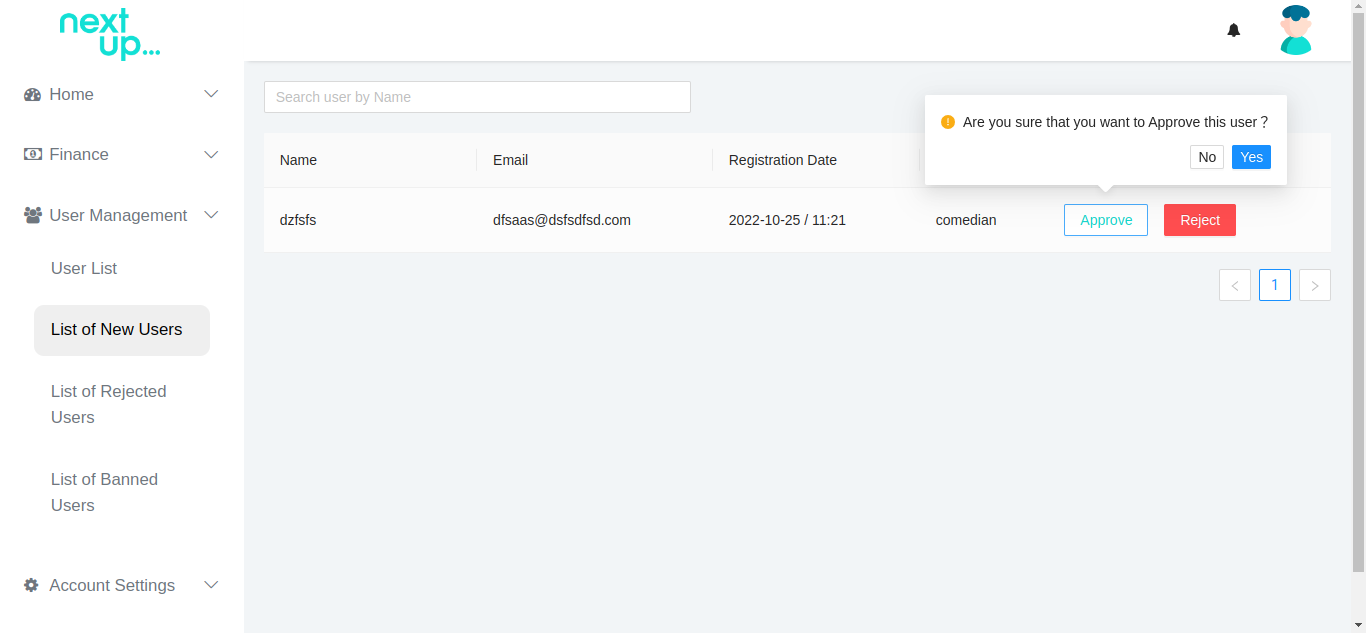 next
up...
Home
Finance
User Management
User List
List of New Users
List of Rejected
Users
List of Banned
Users
Account Settings
Search user by Name
Are you sure that you want to Approve this user ?
No Yes
Name Email Registration Date
dzfsfs dfsaas@dsfsdfsd.com 2022-10-25 / 11:21 comedian Approve Reject
< 1 >